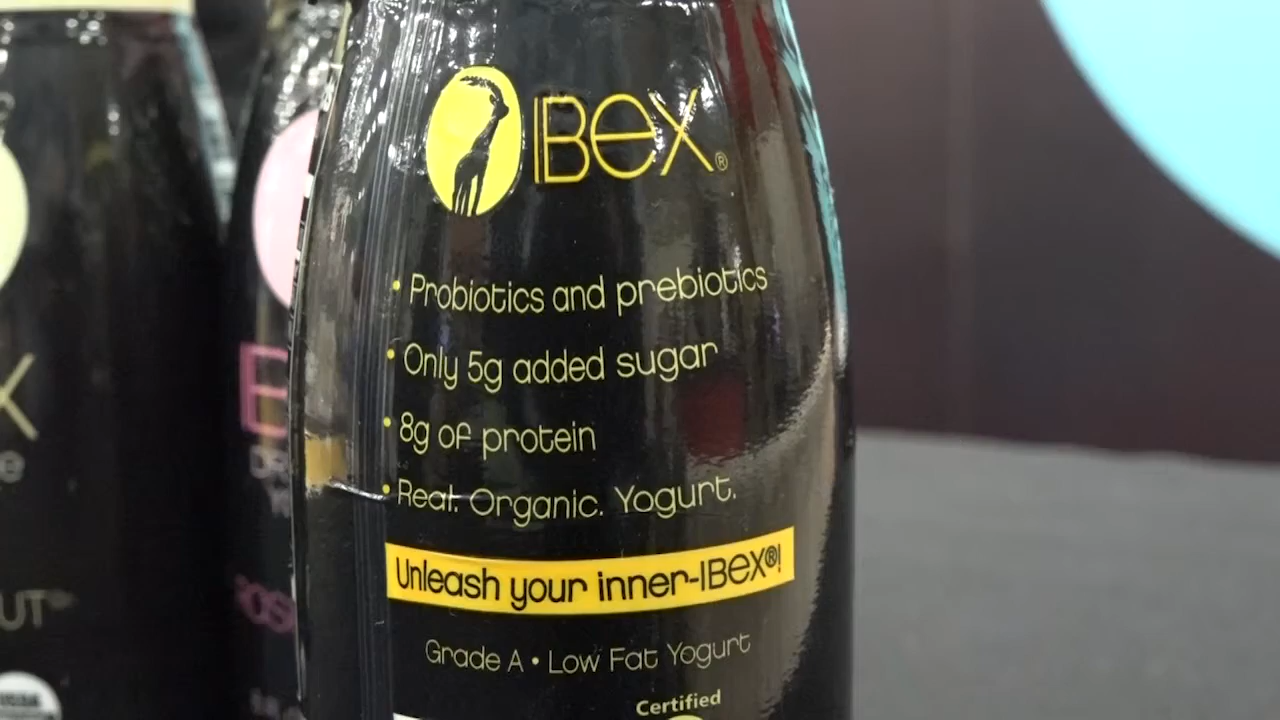 IBEX®
• Probiotics and prebiotics
• Only 5g added sugar
• 8g of protein
• Real. Organic. Yogurt.
Unleash your inner-IBEX®!
Grade A • Low Fat Yogurt
Certified